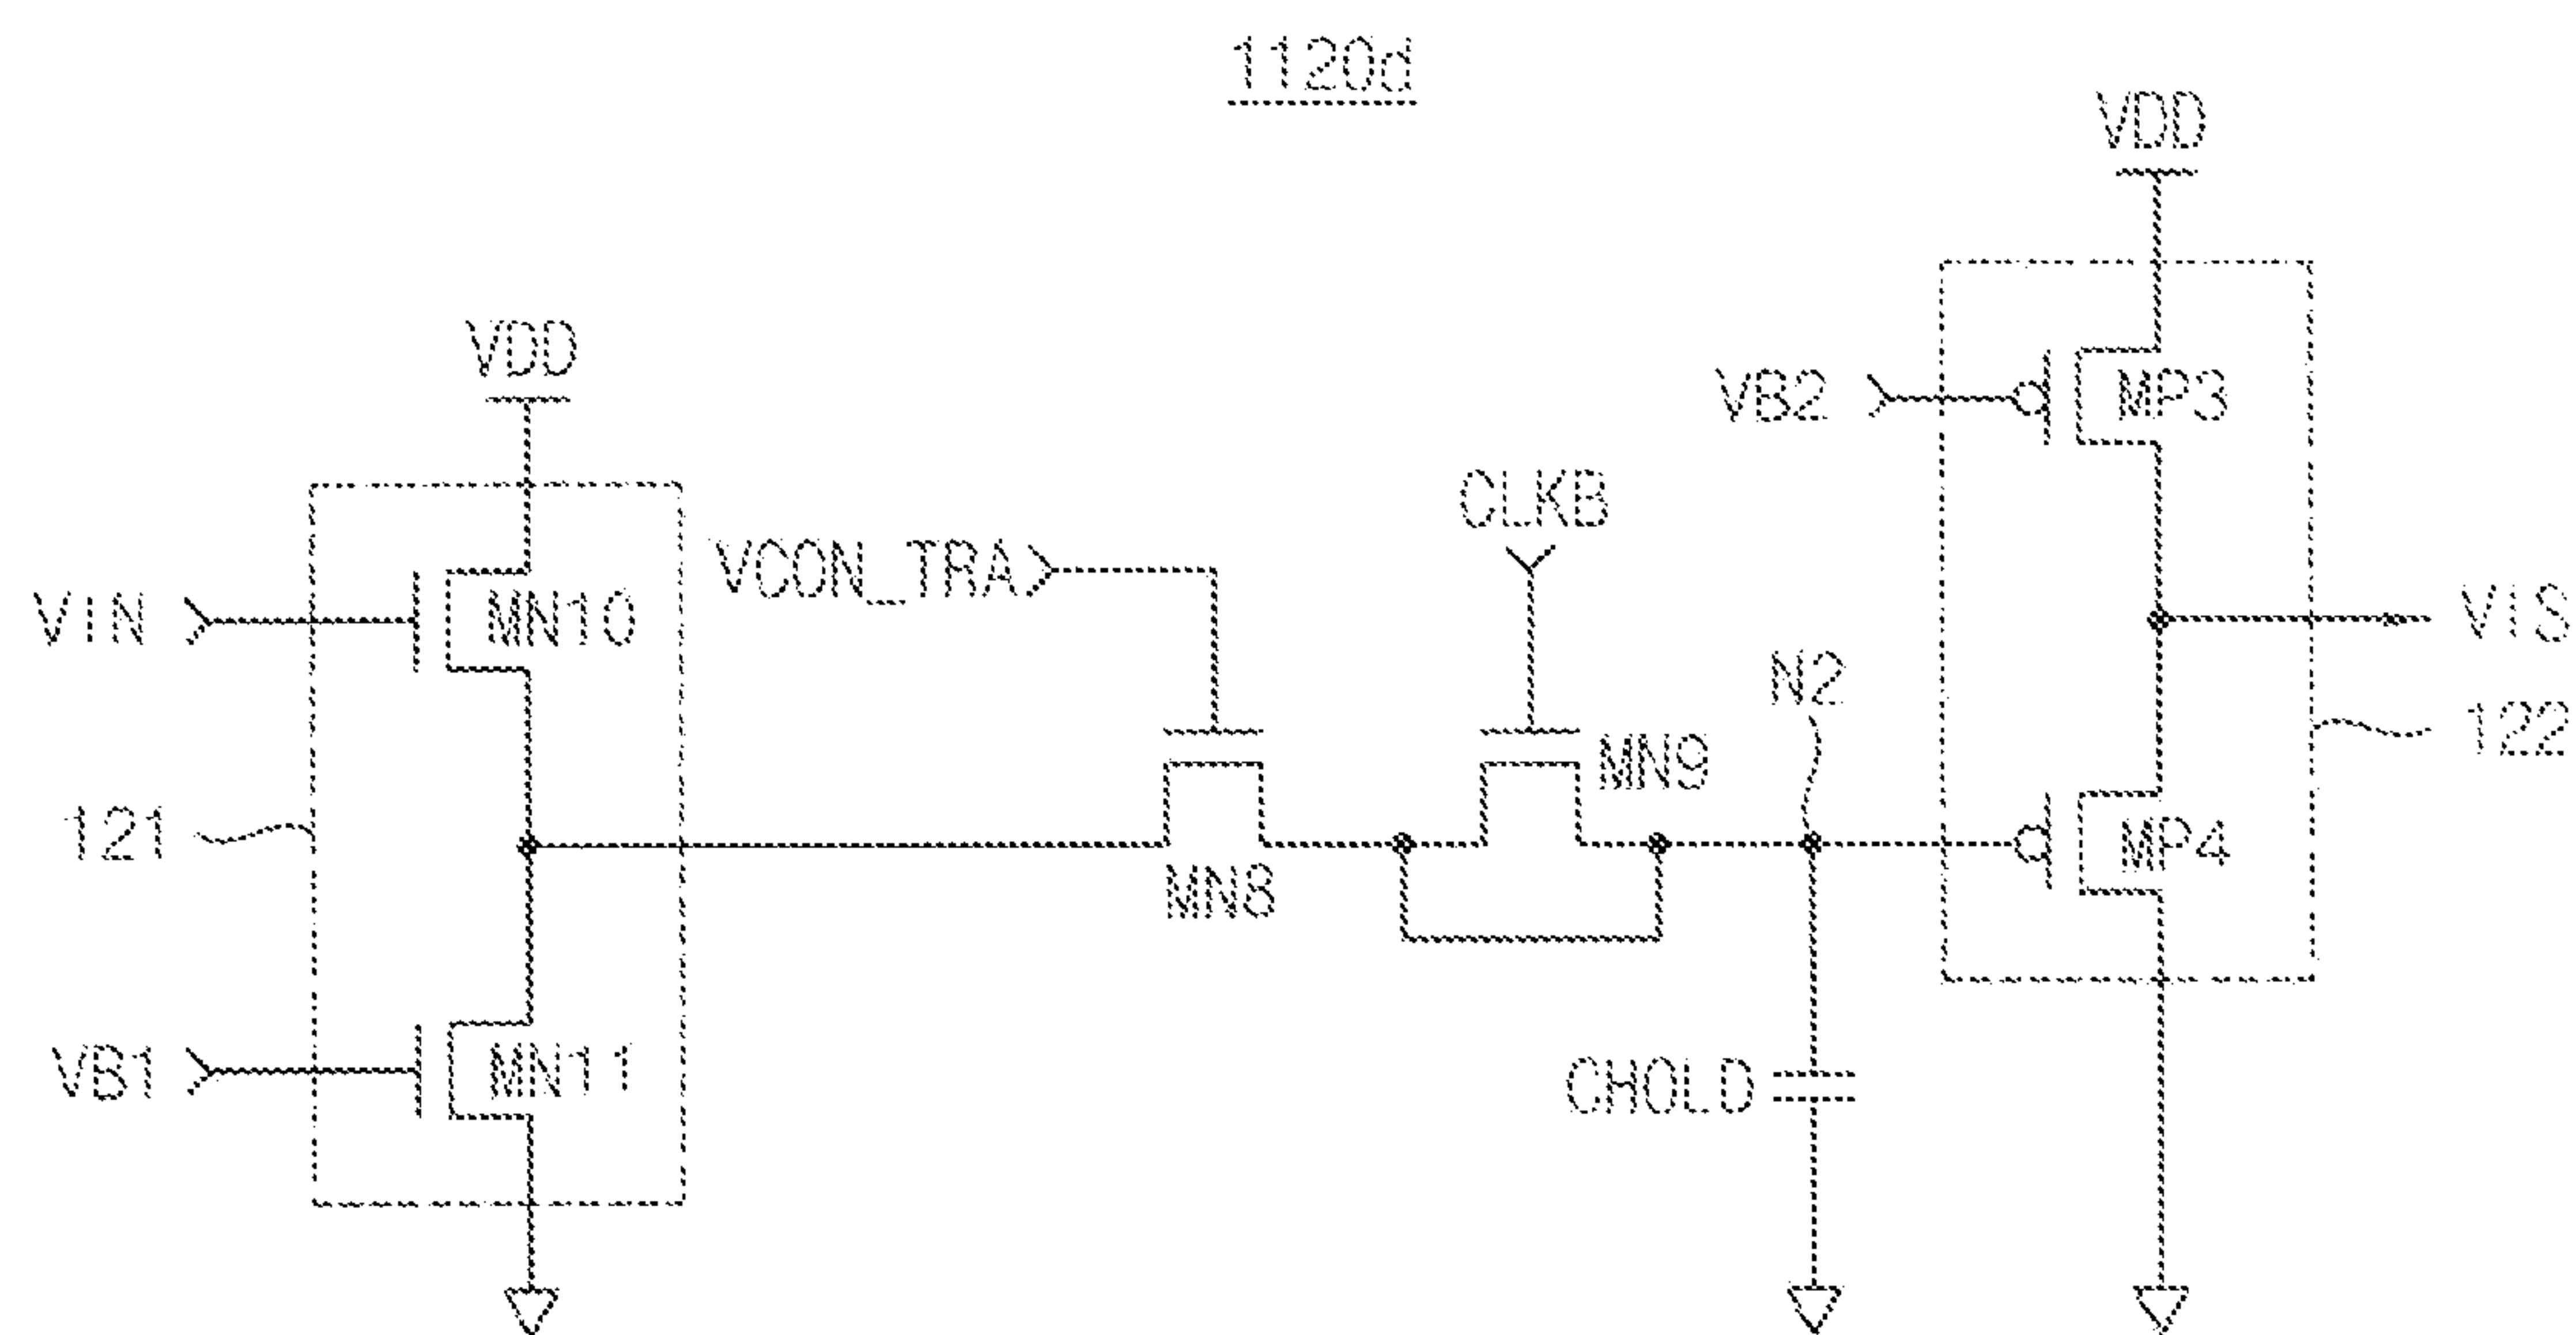 1120d
VDD
VDD
VB2
MP3
CLKB
VCON_TRA
VIN
MN10
VIS
N2
122
MN9
121
MP4
MN8
VB1
MN11
CHOLD